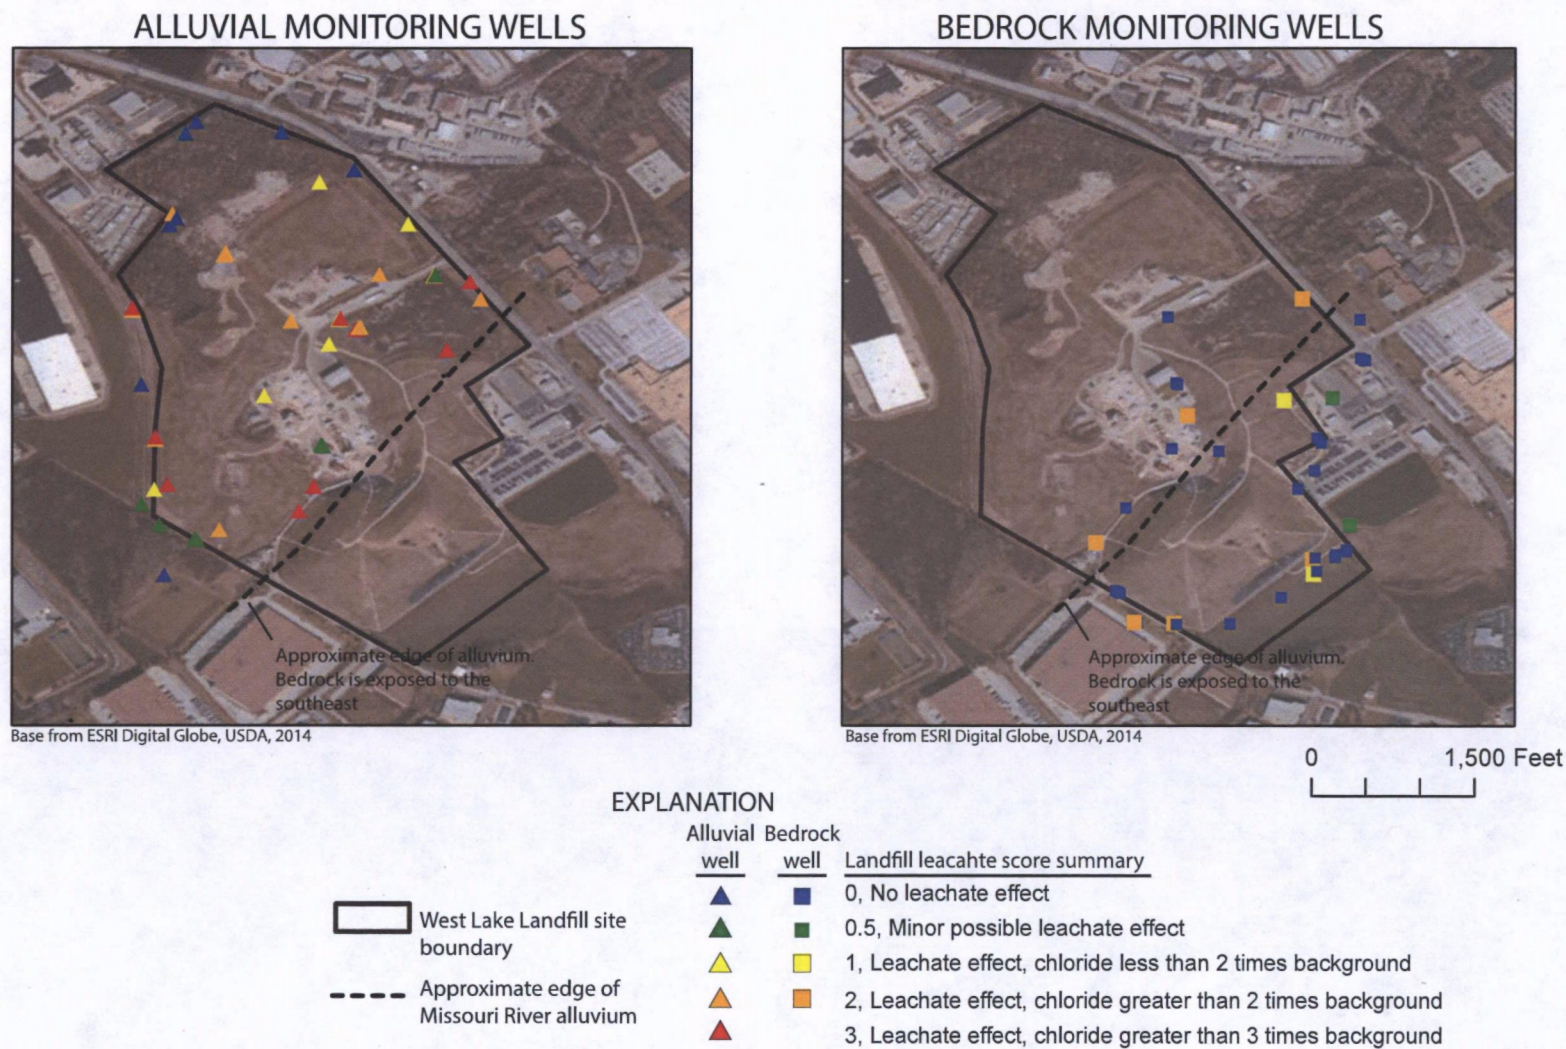 ALLUVIAL MONITORING WELLS
BEDROCK MONITORING WELLS
Approximate edge of alluvium.
Bedrock is exposed to the
southeast
Approximate edge of alluvium.
Bedrock is exposed to the
southeast
Base from ESRI Digital Globe, USDA, 2014
Base from ESRI Digital Globe, USDA, 2014
0 1,500 Feet
EXPLANATION
Alluvial Bedrock
well well Landfill leacahte score summary
0, No leachate effect
0.5, Minor possible leachate effect
1, Leachate effect, chloride less than 2 times background
2, Leachate effect, chloride greater than 2 times background
3, Leachate effect, chloride greater than 3 times background
West Lake Landfill site
boundary
Approximate edge of
Missouri River alluvium